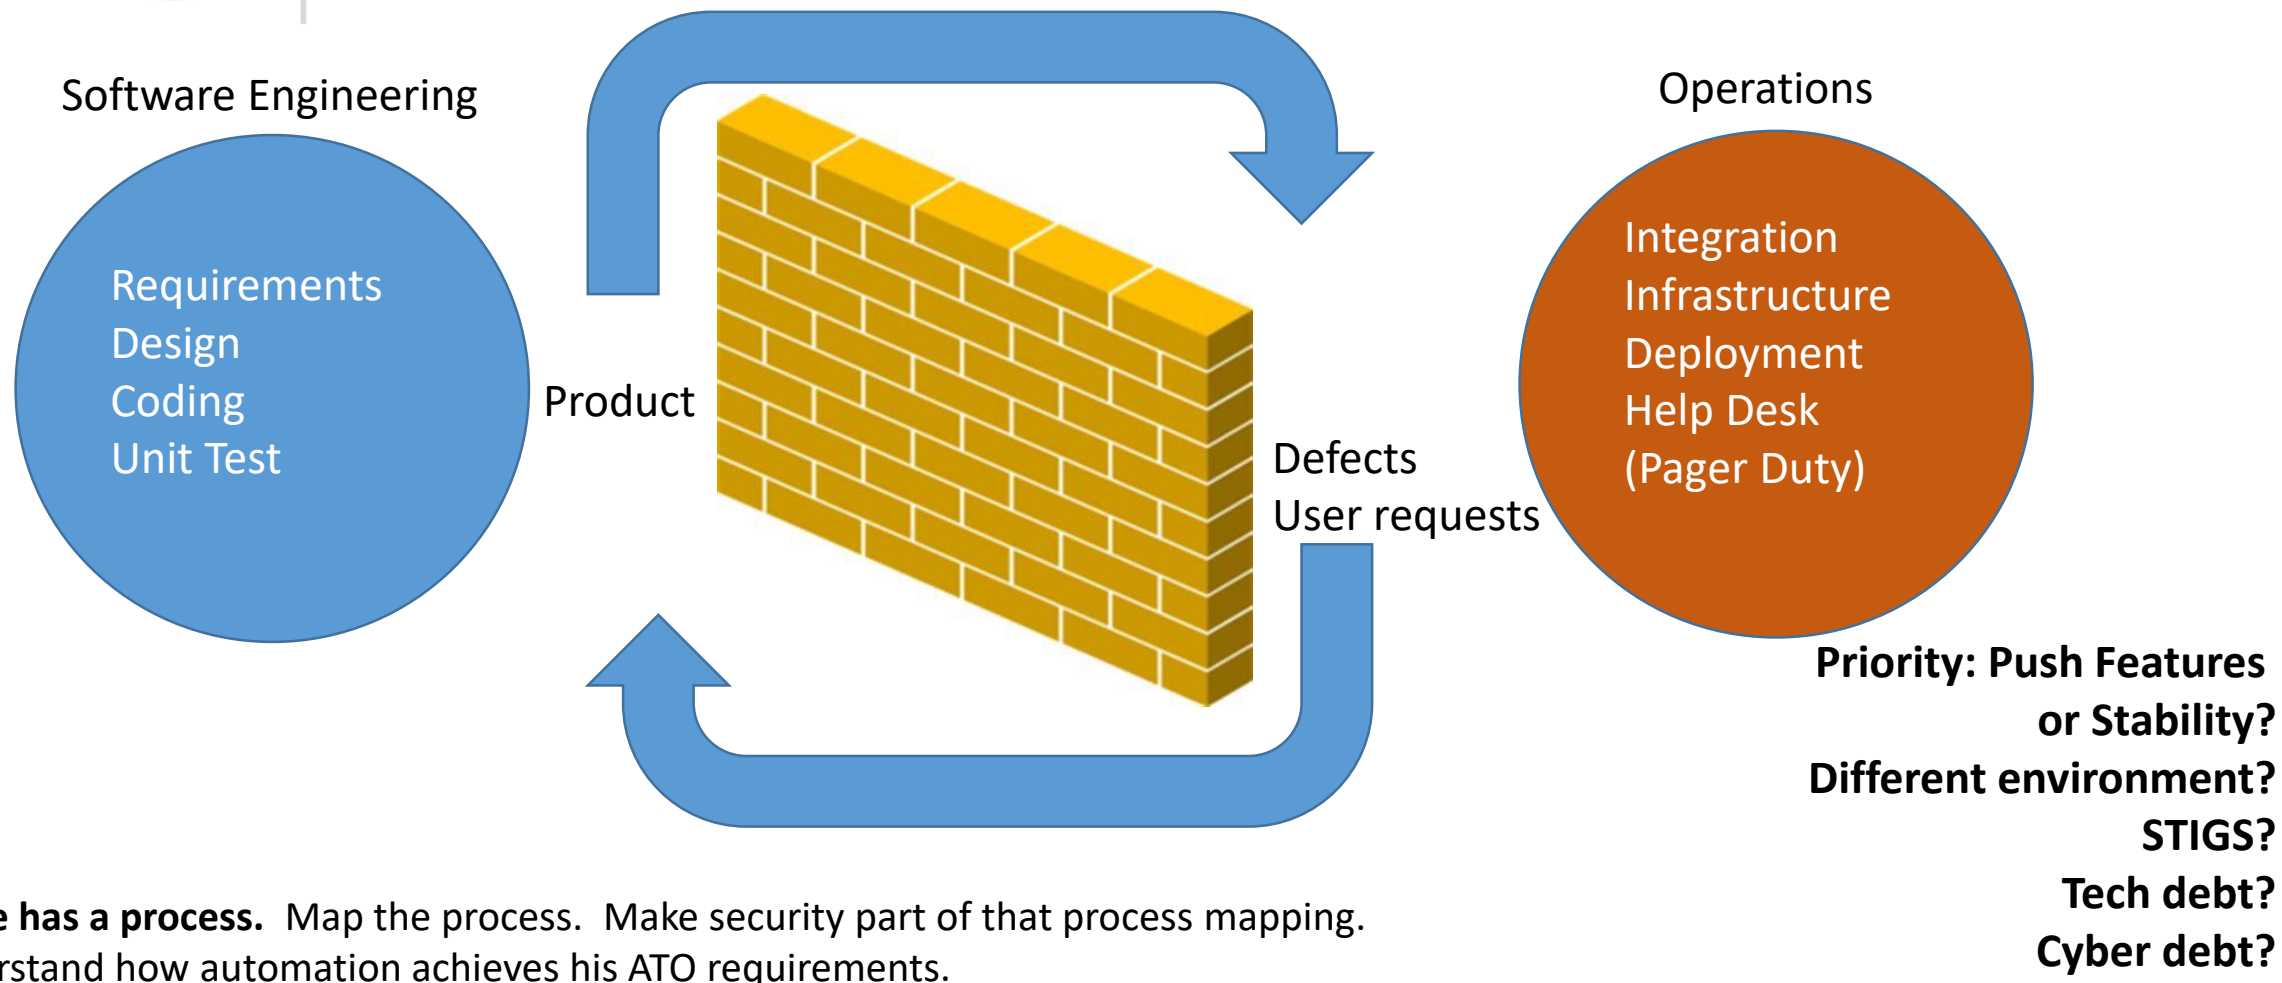 Software Engineering
Operations
Requirements
Design
Coding
Unit Test
Product
Defects
User requests
Integration
Infrastructure
Deployment
Help Desk
(Pager Duty)
Priority: Push Features
or Stability?
Different environment?
STIGS?
Tech debt?
Cyber debt?
has a process. Map the process. Make security part of that process mapping.
how automation achieves his ATO requirements.